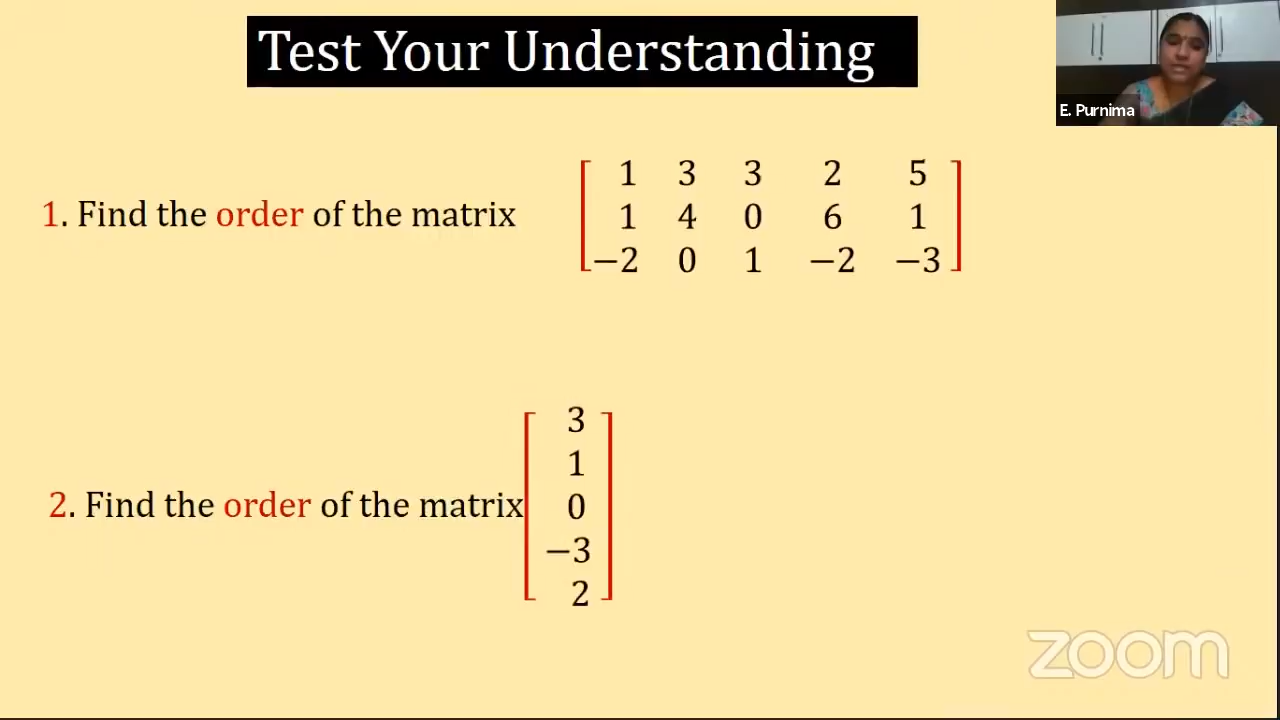 Test Your Understanding
E. Purnima
1. Find the order of the matrix
1 3 3 2 5
1 4 0 6 1
−2 0 1 −2 −3
2. Find the order of the matrix
3
1
0
−3
2
zoom